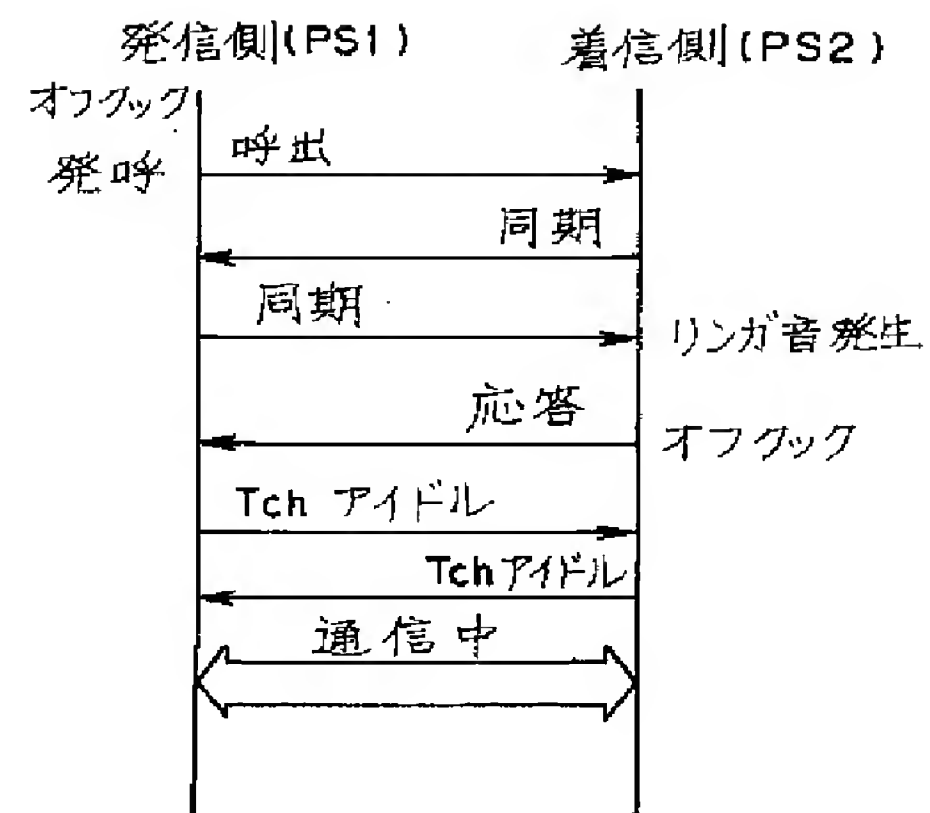 発信側(PS1)
着信側(PS2)
オフクック
発呼
呼出
同期
同期
リンガ音発生
応答
オフクック
Tch アイドル
Tchアイドル
通信中